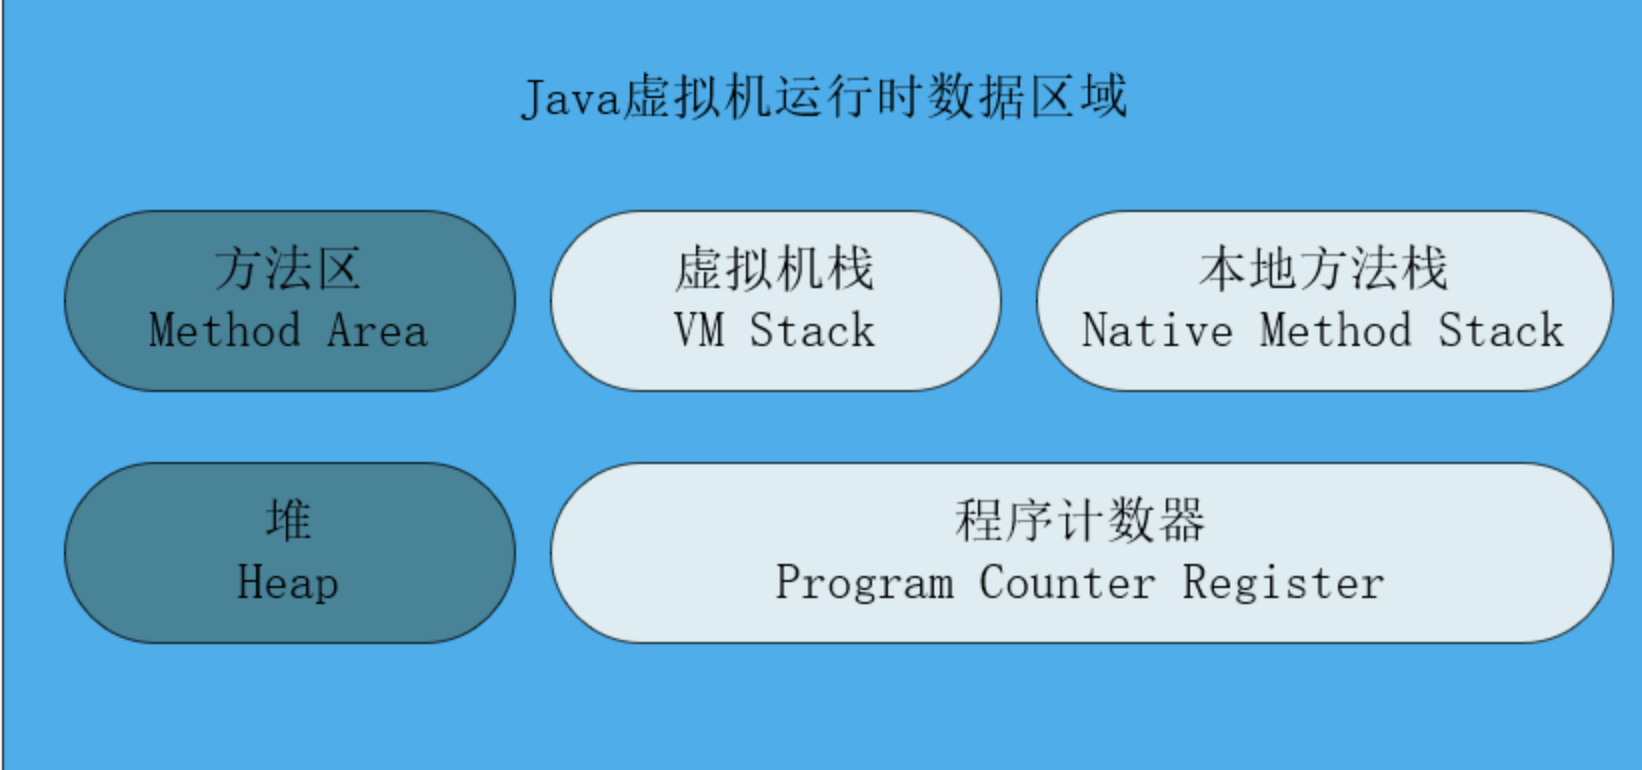 Java虚拟机运行时数据区域
方法区
Method Area
虚拟机栈
VM Stack
本地方法栈
Native Method Stack
堆
Heap
程序计数器
Program Counter Register